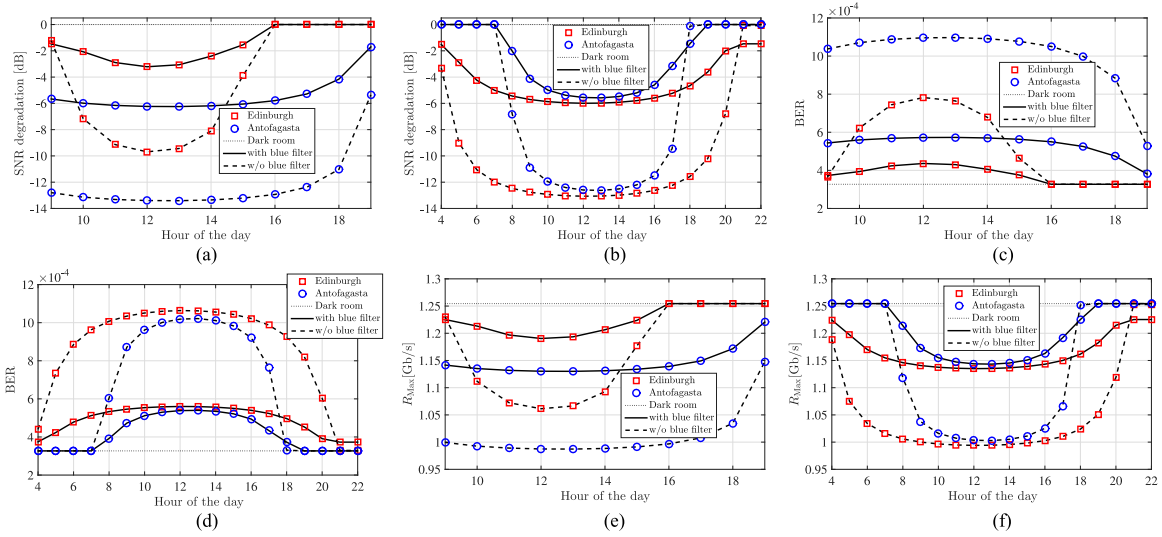 0
-2
-4
-6
-8
-10
-12
-14
SNR degradation [dB]
10 12 14 16 18
Hour of the day
Edinburgh
Antofagasta
Dark room
with blue filter
w/o blue filter
(a)
0
-2
-4
-6
-8
-10
-12
-14
SNR degradation [dB]
4 6 8 10 12 14 16 18 20 22
Hour of the day
Edinburgh
Antofagasta
Dark room
with blue filter
w/o blue filter
(b)
×10⁻⁴
12
10
8
6
4
2
BER
10 12 14 16 18
Hour of the day
Edinburgh
Antofagasta
Dark room
with blue filter
w/o blue filter
(c)
×10⁻⁴
12
10
8
6
4
2
BER
4 6 8 10 12 14 16 18 20 22
Hour of the day
Edinburgh
Antofagasta
Dark room
with blue filter
w/o blue filter
(d)
1.3
1.25
1.2
1.15
1.1
1.05
1
0.95
R_Max[Gb/s]
10 12 14 16 18
Hour of the day
Edinburgh
Antofagasta
Dark room
with blue filter
w/o blue filter
(e)
1.3
1.25
1.2
1.15
1.1
1.05
1
0.95
R_Max[Gb/s]
4 6 8 10 12 14 16 18 20 22
Hour of the day
Edinburgh
Antofagasta
Dark room
with blue filter
w/o blue filter
(f)